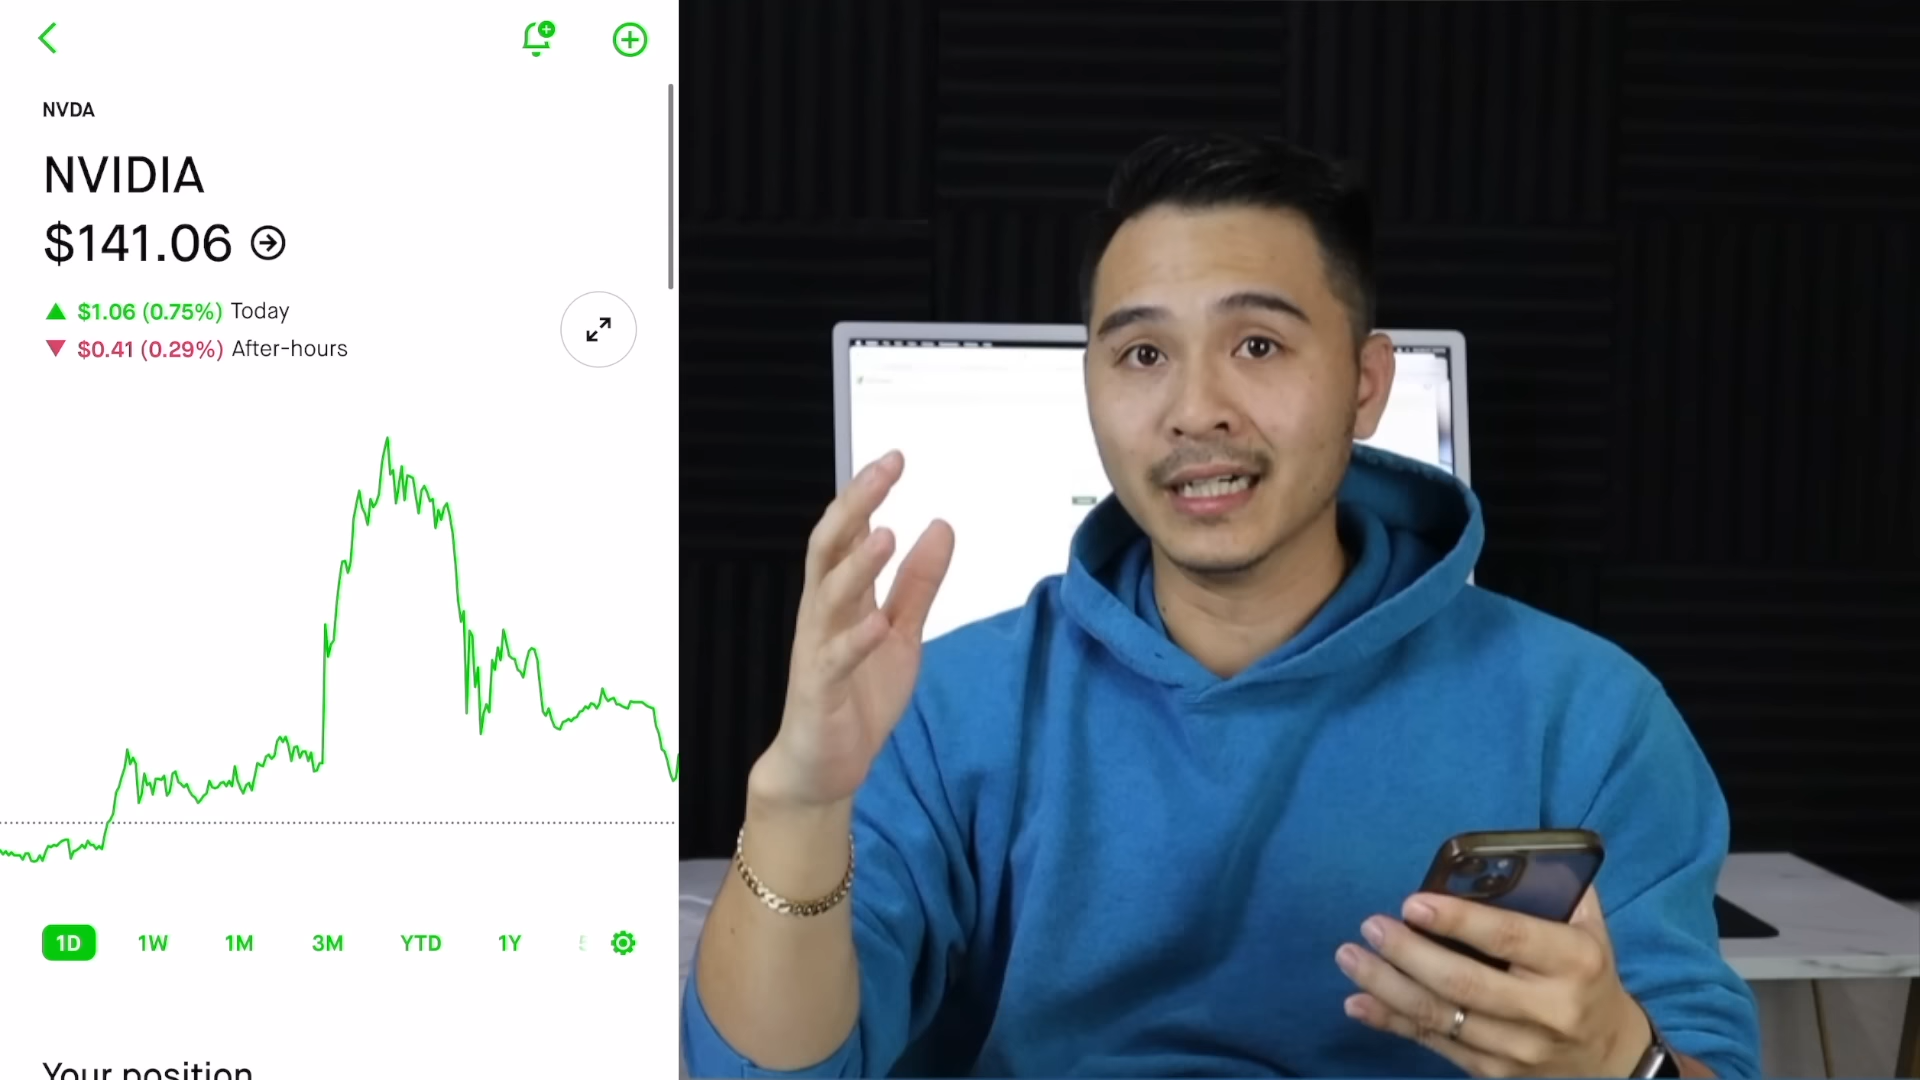 NVDA
NVIDIA
$141.06
$1.06 (0.75%) Today
$0.41 (0.29%) After-hours
1D 1W 1M 3M YTD 1Y
Your position